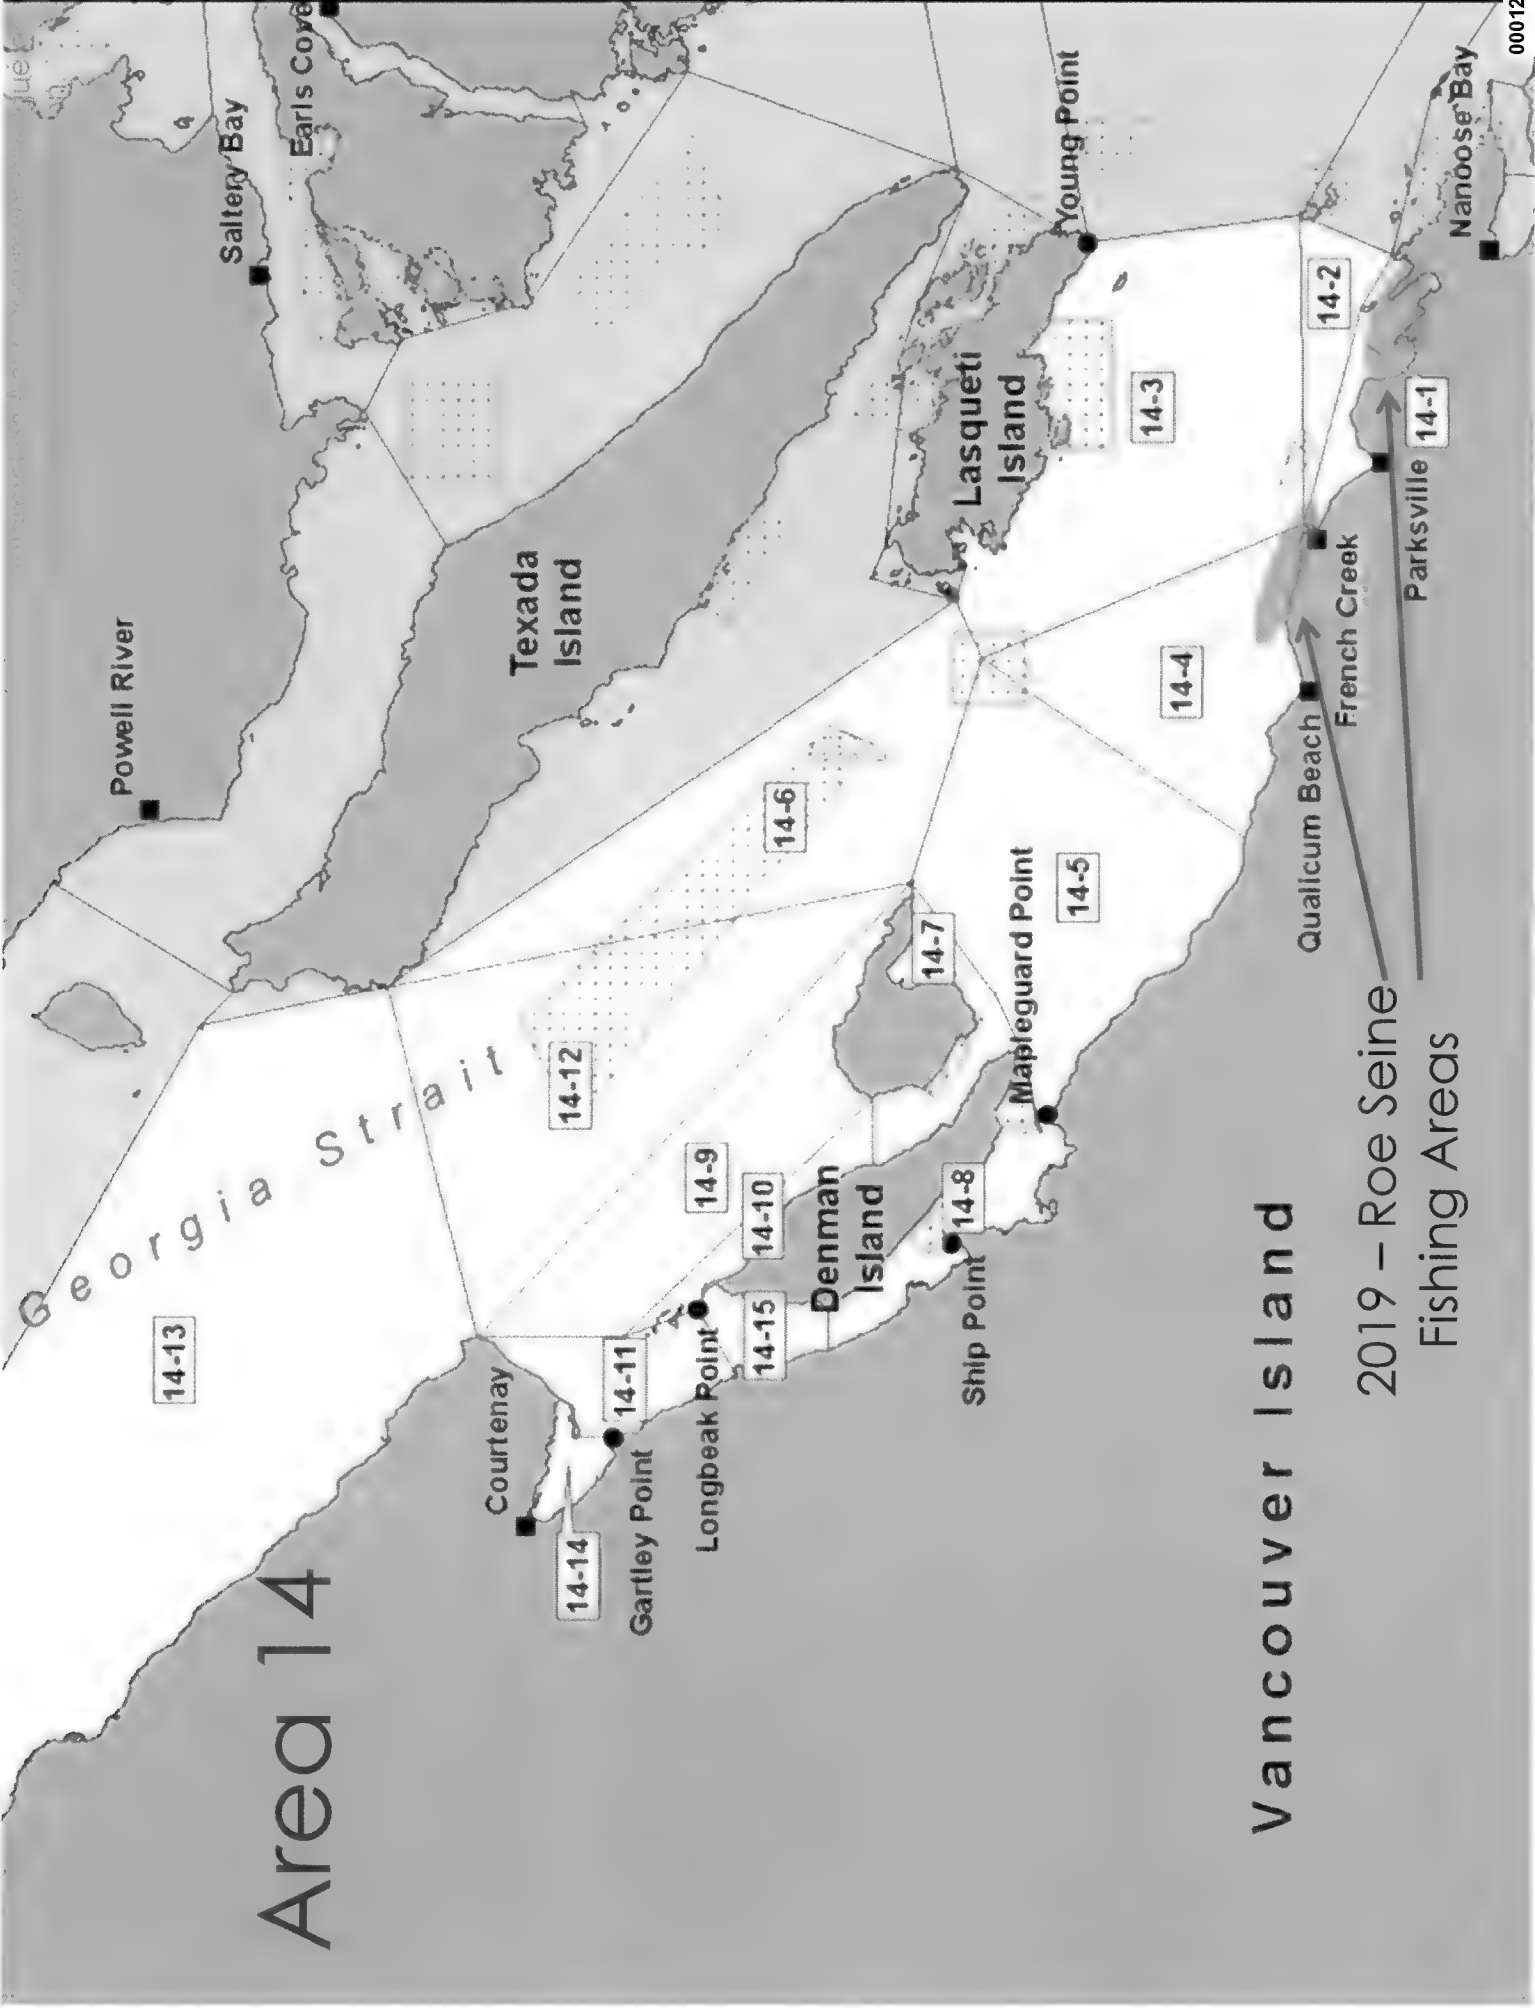 Area 14
Georgia Strait
Powell River
Saltery Bay
Earls Cove
Texada
Island
14-13
14-12
14-6
Courtenay
14-14
14-11
Gartley Point
14-9
14-10
Longbeak Point
14-15
Denman
Island
14-7
14-8
Ship Point
Mapleguard Point
14-5
14-4
Lasqueti
Island
14-3
Young Point
14-2
Nanoose Bay
14-1
Parksville
French Creek
Qualicum Beach
Vancouver Island
2019 – Roe Seine
Fishing Areas
00012